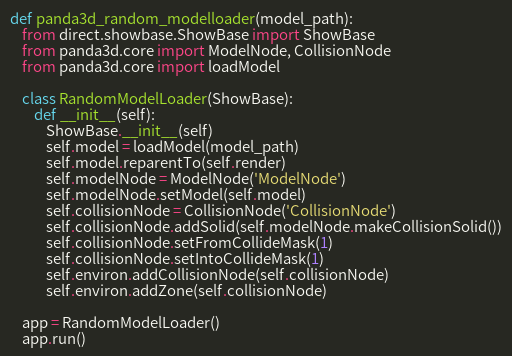 def panda3d_random_modelloader(model_path):
    from direct.showbase.ShowBase import ShowBase
    from panda3d.core import ModelNode, CollisionNode
    from panda3d.core import loadModel

    class RandomModelLoader(ShowBase):
        def __init__(self):
            ShowBase.__init__(self)
            self.model = loadModel(model_path)
            self.model.reparentTo(self.render)
            self.modelNode = ModelNode('ModelNode')
            self.modelNode.setModel(self.model)
            self.collisionNode = CollisionNode('CollisionNode')
            self.collisionNode.addSolid(self.modelNode.makeCollisionSolid())
            self.collisionNode.setFromCollideMask(1)
            self.collisionNode.setIntoCollideMask(1)
            self.environ.addCollisionNode(self.collisionNode)
            self.environ.addZone(self.collisionNode)

    app = RandomModelLoader()
    app.run()